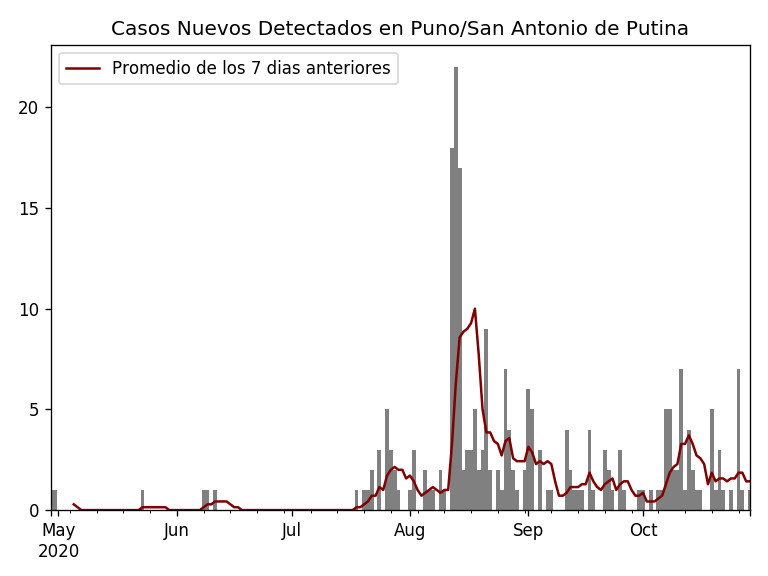 Casos Nuevos Detectados en Puno/San Antonio de Putina
Promedio de los 7 dias anteriores
20
15
10
5
0
May Jun Jul Aug Sep Oct
2020